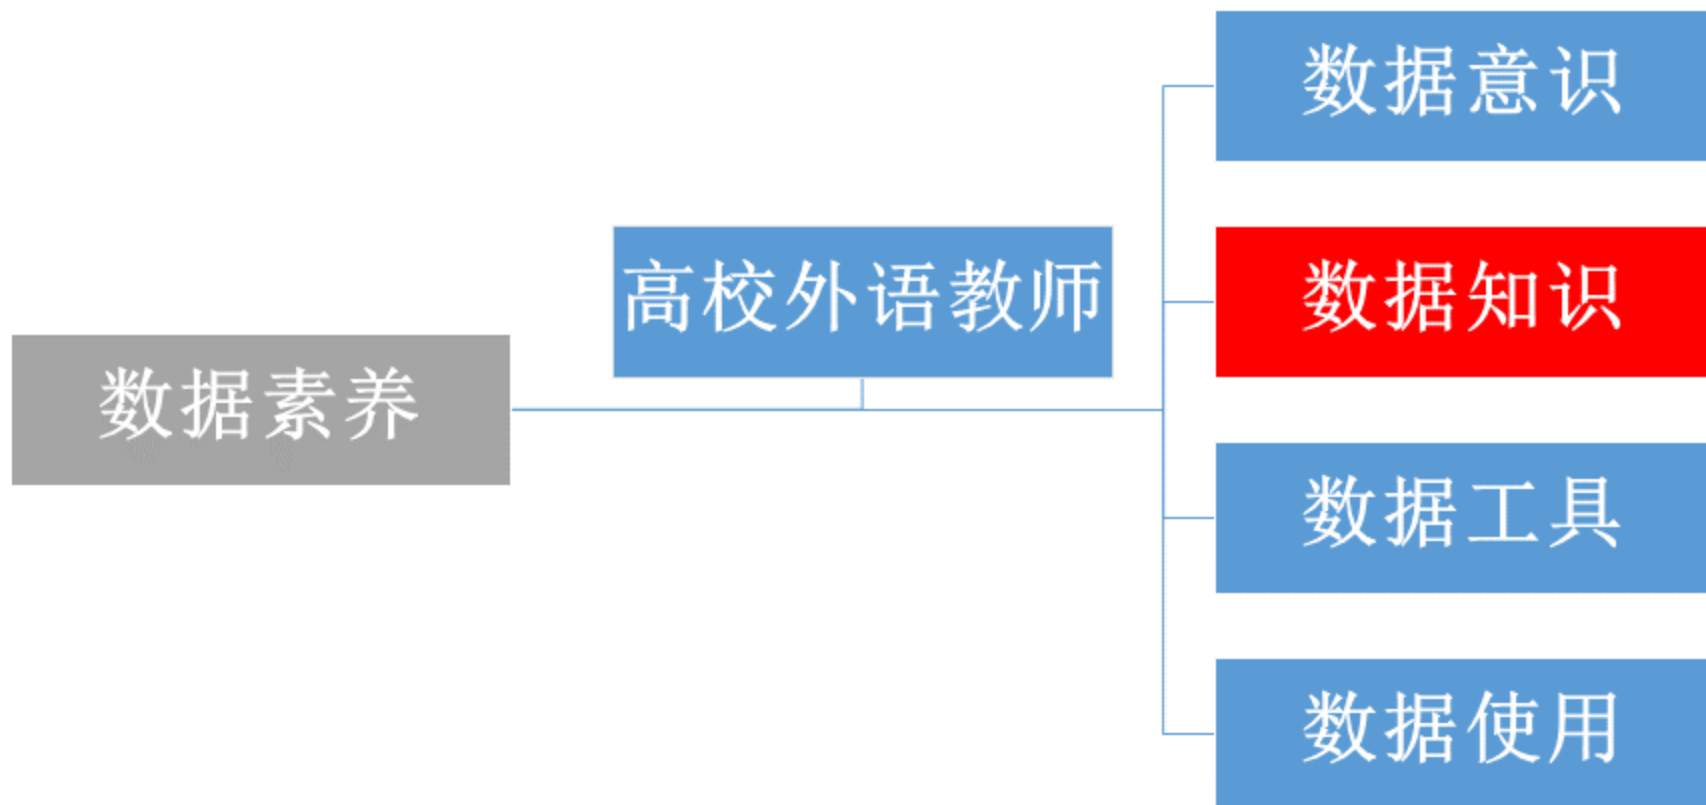 数据素养
高校外语教师
数据意识
数据知识
数据工具
数据使用